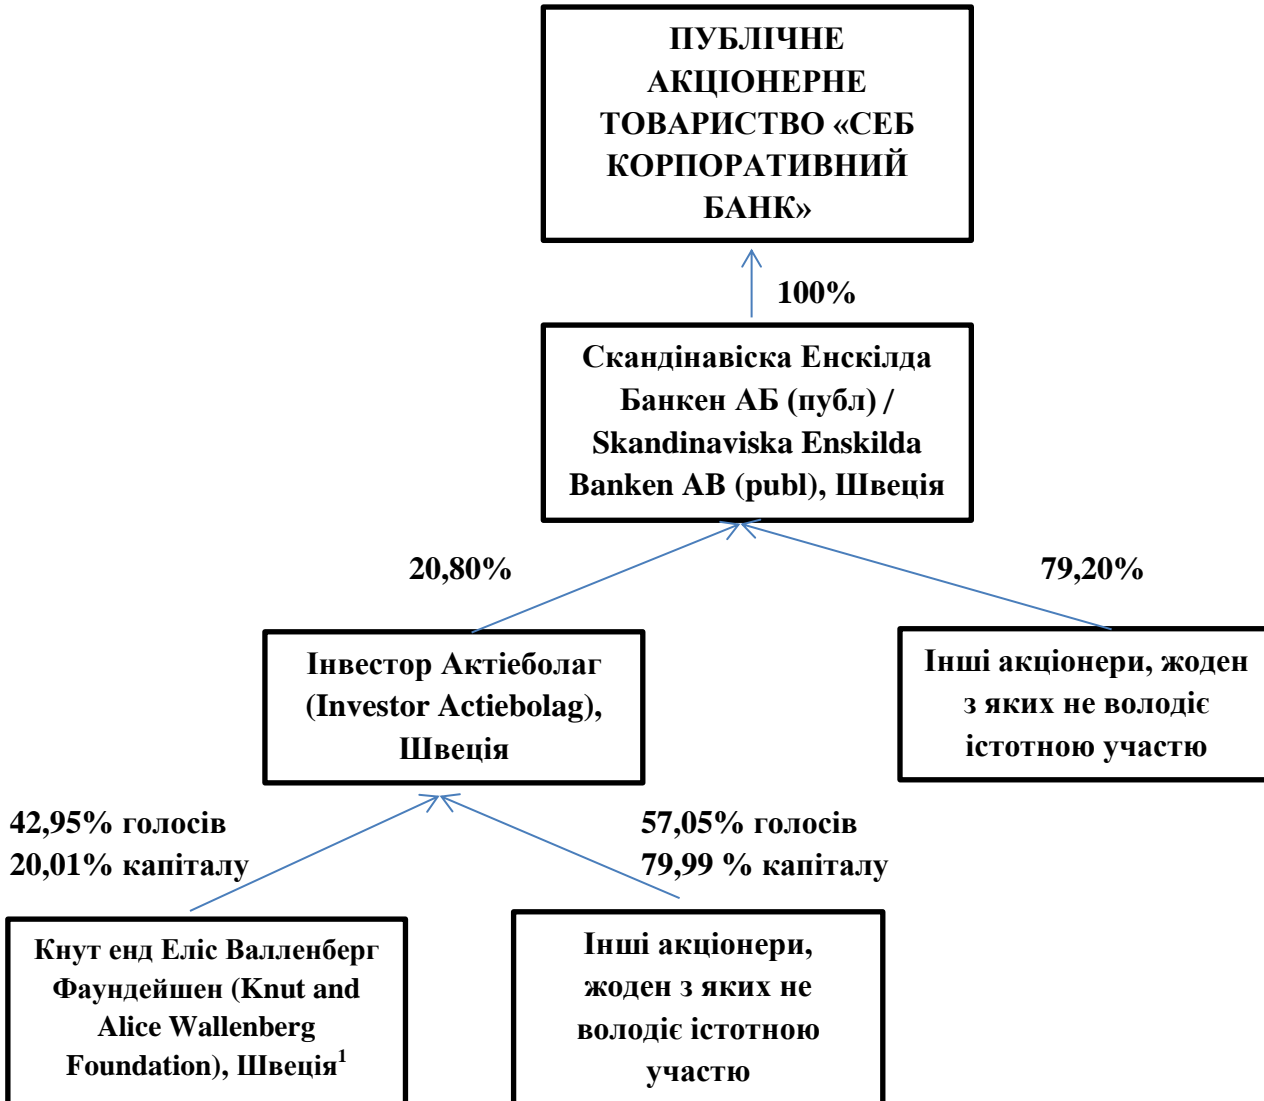 ПУБЛІЧНЕ
АКЦІОНЕРНЕ
ТОВАРИСТВО «СЕБ
КОРПОРАТИВНИЙ
БАНК»
100%
Скандінавіска Енскілда
Банкен АБ (публ) /
Skandinaviska Enskilda
Banken AB (publ), Швеція
20,80%
79,20%
Інвестор Актіеболаг
(Investor Actiebolag),
Швеція
Інші акціонери, жоден
з яких не володіє
істотною участю
42,95% голосів
20,01% капіталу
57,05% голосів
79,99 % капіталу
Кнут енд Еліс Валленберг
Фаундейшен (Knut and
Alice Wallenberg
Foundation), Швеція¹
Інші акціонери,
жоден з яких не
володіє істотною
участю